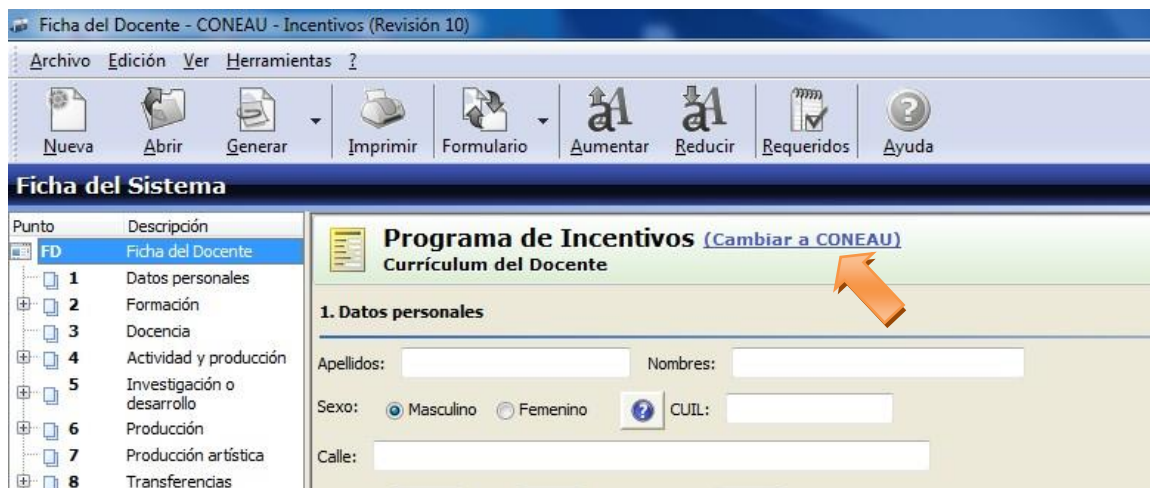 Ficha del Docente - CONEAU - Incentivos (Revisión 10)
Archivo Edición Ver Herramientas ?
Nueva Abrir Generar Imprimir Formulario Aumentar Reducir Requeridos Ayuda
Ficha del Sistema
Punto Descripción
FD Ficha del Docente
1 Datos personales
2 Formación
3 Docencia
4 Actividad y producción
5 Investigación o
desarrollo
6 Producción
7 Producción artística
8 Transferencias
Programa de Incentivos (Cambiar a CONEAU)
Currículum del Docente
1. Datos personales
Apellidos: Nombres:
Sexo: Masculino Femenino ? CUIL:
Calle: